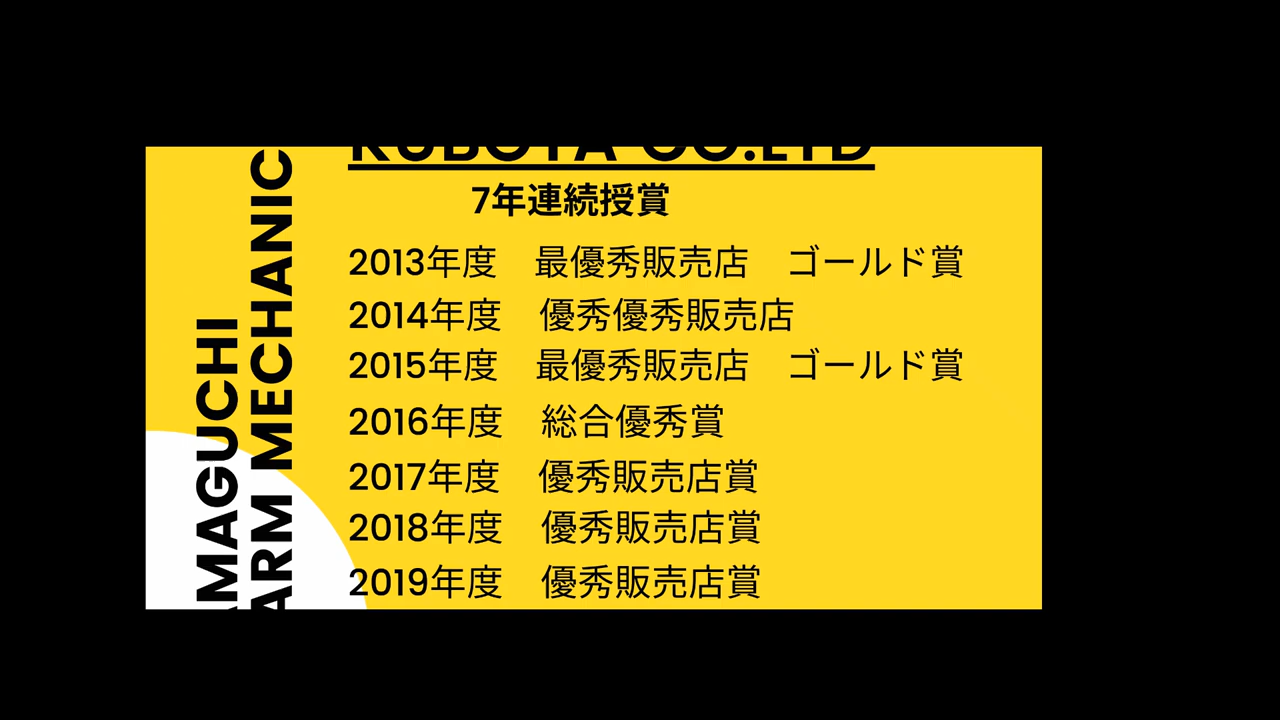 KUBOTA CO.LTD
7年連続授賞
2013年度 最優秀販売店 ゴールド賞
2014年度 優秀優秀販売店
2015年度 最優秀販売店 ゴールド賞
2016年度 総合優秀賞
2017年度 優秀販売店賞
2018年度 優秀販売店賞
2019年度 優秀販売店賞
AMAGUCHI
ARM MECHANIC